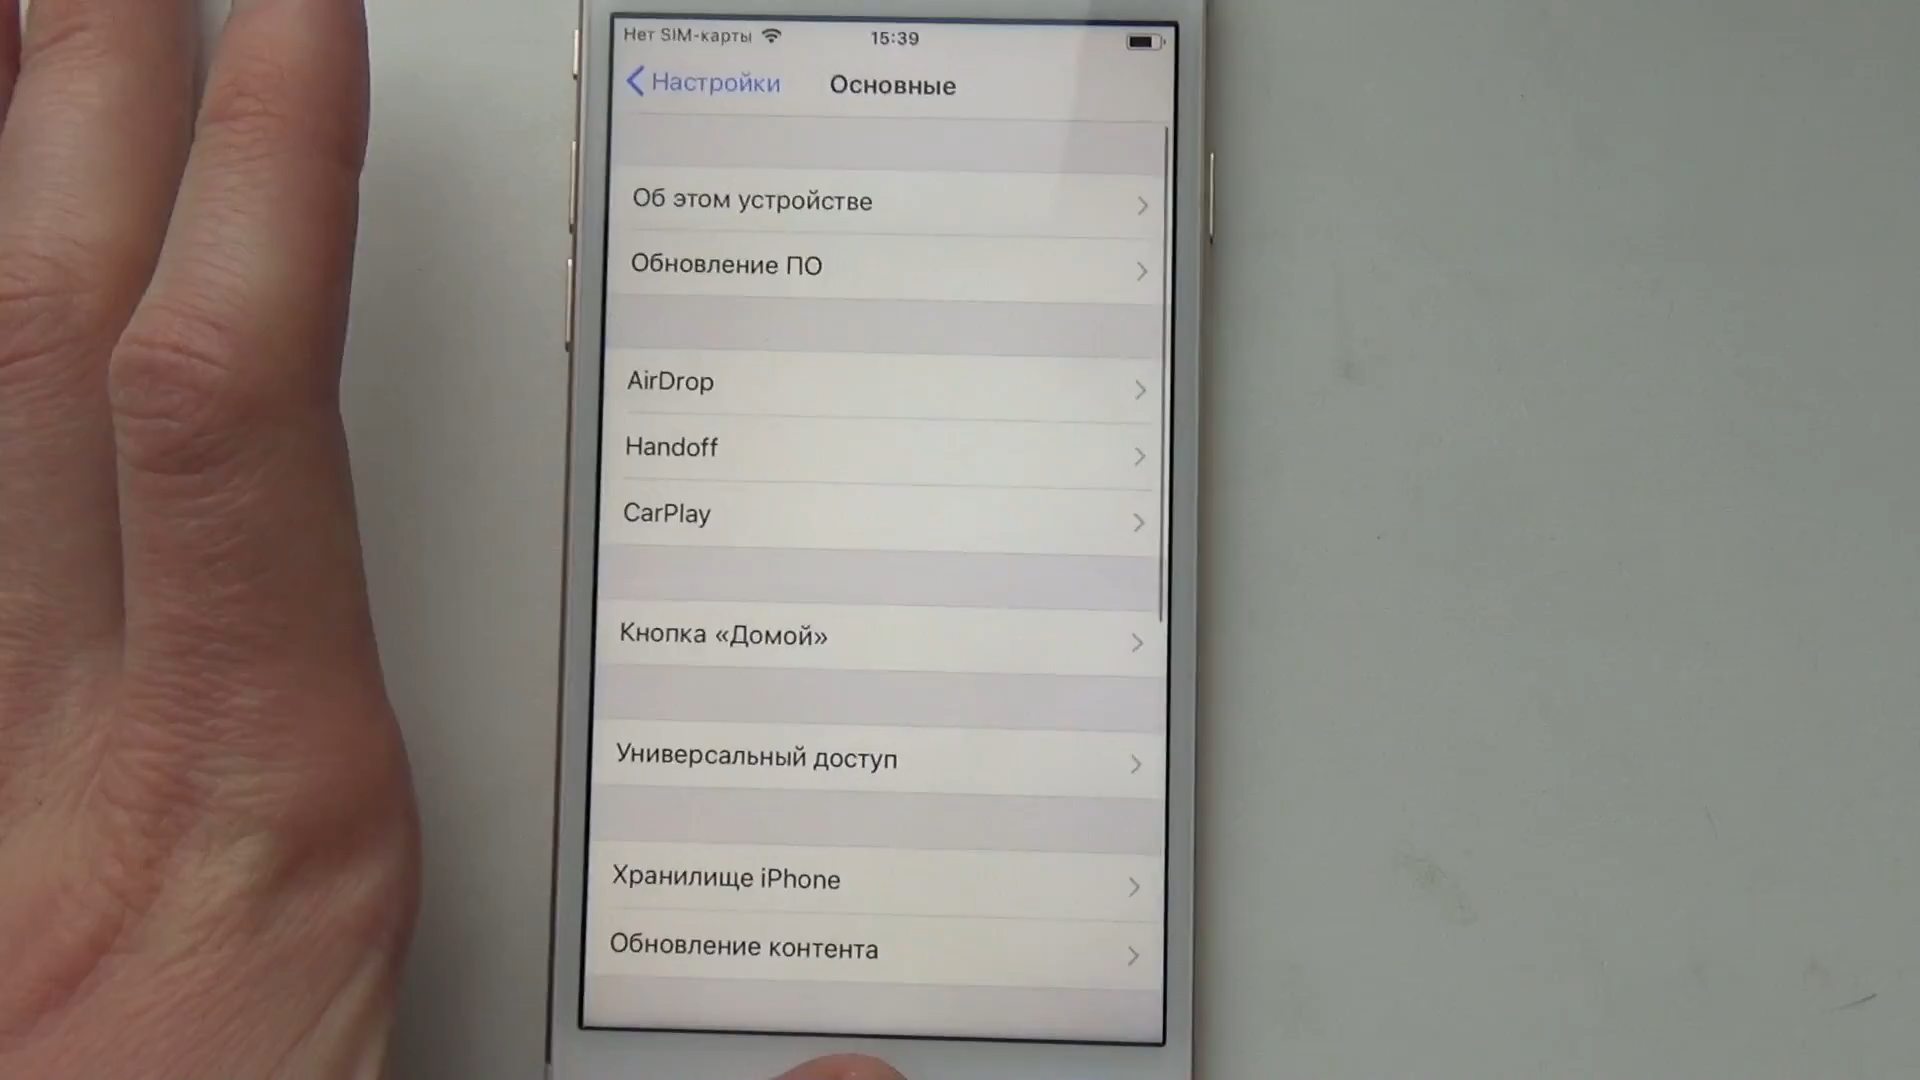 Нет SIM-карты 15:39
Настройки Основные
Об этом устройстве
Обновление ПО
AirDrop
Handoff
CarPlay
Кнопка «Домой»
Универсальный доступ
Хранилище iPhone
Обновление контента